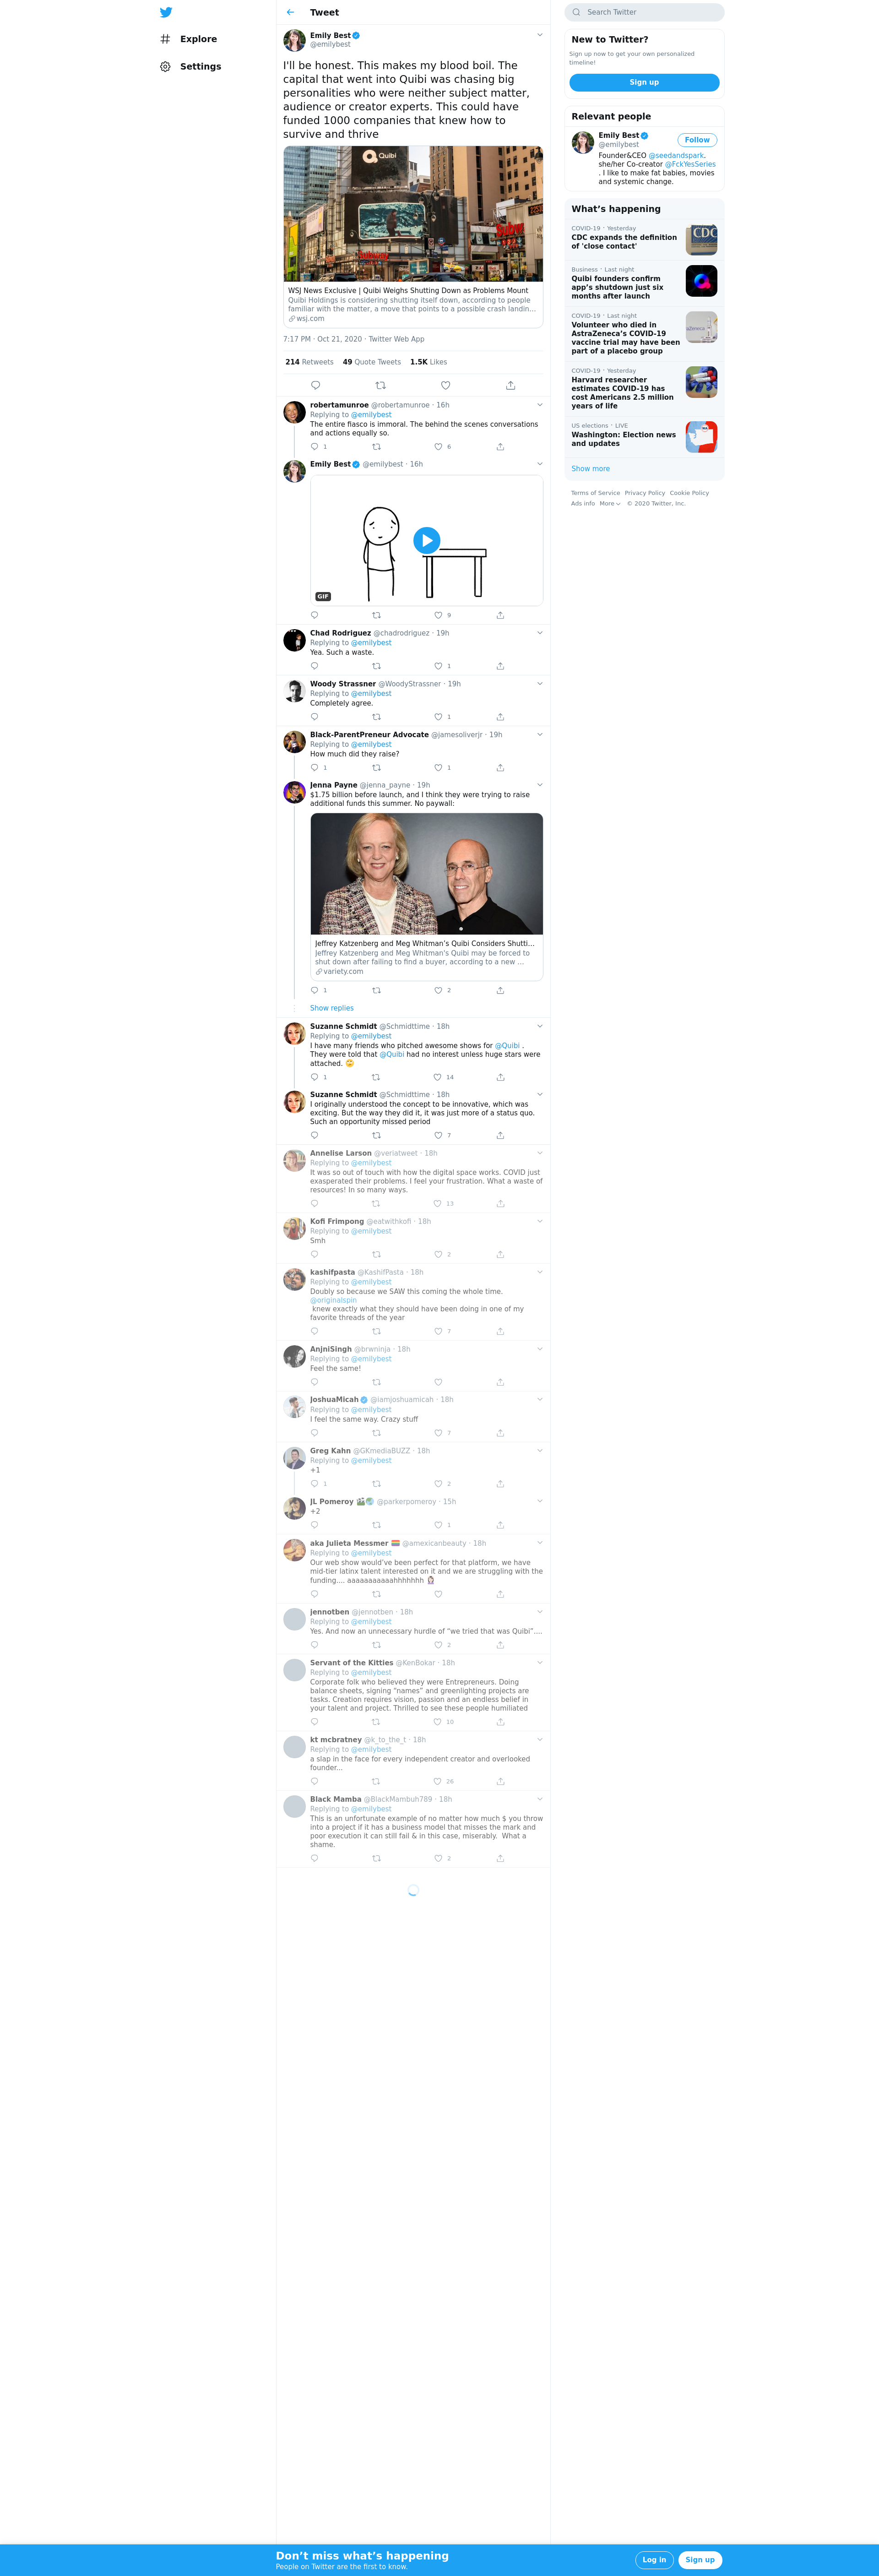 Explore
Settings
Tweet
Emily Best
@emilybest
I'll be honest. This makes my blood boil. The
capital that went into Quibi was chasing big
personalities who were neither subject matter,
audience or creator experts. This could have
funded 1000 companies that knew how to
survive and thrive
Quibi
Subway
WSJ News Exclusive | Quibi Weighs Shutting Down as Problems Mount
Quibi Holdings is considering shutting itself down, according to people
familiar with the matter, a move that points to a possible crash landin...
wsj.com
7:17 PM · Oct 21, 2020 · Twitter Web App
214 Retweets 49 Quote Tweets 1.5K Likes
robertamunroe @robertamunroe · 16h
Replying to @emilybest
The entire fiasco is immoral. The behind the scenes conversations
and actions equally so.
1 6
Emily Best @emilybest · 16h
GIF
9
Chad Rodriguez @chadrodriguez · 19h
Replying to @emilybest
Yea. Such a waste.
1
Woody Strassner @WoodyStrassner · 19h
Replying to @emilybest
Completely agree.
1
Black-ParentPreneur Advocate @jamesoliverjr · 19h
Replying to @emilybest
How much did they raise?
1 1
Jenna Payne @jenna_payne · 19h
$1.75 billion before launch, and I think they were trying to raise
additional funds this summer. No paywall:
Jeffrey Katzenberg and Meg Whitman's Quibi Considers Shutti...
Jeffrey Katzenberg and Meg Whitman's Quibi may be forced to
shut down after failing to find a buyer, according to a new ...
variety.com
1 2
Show replies
Suzanne Schmidt @Schmidttime · 18h
Replying to @emilybest
I have many friends who pitched awesome shows for @Quibi .
They were told that @Quibi had no interest unless huge stars were
attached. 🙄
1 14
Suzanne Schmidt @Schmidttime · 18h
I originally understood the concept to be innovative, which was
exciting. But the way they did it, it was just more of a status quo.
Such an opportunity missed period
7
Annelise Larson @veriatweet · 18h
Replying to @emilybest
It was so out of touch with how the digital space works. COVID just
exasperated their problems. I feel your frustration. What a waste of
resources! In so many ways.
13
Kofi Frimpong @eatwithkofi · 18h
Replying to @emilybest
Smh
2
kashifpasta @KashifPasta · 18h
Replying to @emilybest
Doubly so because we SAW this coming the whole time.
@originalspin
knew exactly what they should have been doing in one of my
favorite threads of the year
7
AnjniSingh @brwninja · 18h
Replying to @emilybest
Feel the same!
JoshuaMicah @iamjoshuamicah · 18h
Replying to @emilybest
I feel the same way. Crazy stuff
7
Greg Kahn @GKmediaBUZZ · 18h
Replying to @emilybest
+1
1 2
JL Pomeroy @parkerpomeroy · 15h
+2
1
aka Julieta Messmer @amexicanbeauty · 18h
Replying to @emilybest
Our web show would've been perfect for that platform, we have
mid-tier latinx talent interested on it and we are struggling with the
funding.... aaaaaaaaaaahhhhhhh
jennotben @jennotben · 18h
Replying to @emilybest
Yes. And now an unnecessary hurdle of "we tried that was Quibi"....
2
Servant of the Kitties @KenBokar · 18h
Replying to @emilybest
Corporate folk who believed they were Entrepreneurs. Doing
balance sheets, signing "names" and greenlighting projects are
tasks. Creation requires vision, passion and an endless belief in
your talent and project. Thrilled to see these people humiliated
10
kt mcbratney @k_to_the_t · 18h
Replying to @emilybest
a slap in the face for every independent creator and overlooked
founder...
26
Black Mamba @BlackMambuh789 · 18h
Replying to @emilybest
This is an unfortunate example of no matter how much $ you throw
into a project if it has a business model that misses the mark and
poor execution it can still fail & in this case, miserably. What a
shame.
2
Search Twitter
New to Twitter?
Sign up now to get your own personalized
timeline!
Sign up
Relevant people
Emily Best
@emilybest
Follow
Founder&CEO @seedandspark.
she/her Co-creator @FckYesSeries
. I like to make fat babies, movies
and systemic change.
What's happening
COVID-19 · Yesterday
CDC expands the definition
of 'close contact'
CDC
Business · Last night
Quibi founders confirm
app's shutdown just six
months after launch
COVID-19 · Last night
Volunteer who died in
AstraZeneca's COVID-19
vaccine trial may have been
part of a placebo group
COVID-19 · Yesterday
Harvard researcher
estimates COVID-19 has
cost Americans 2.5 million
years of life
US elections · LIVE
Washington: Election news
and updates
Show more
Terms of Service Privacy Policy Cookie Policy
Ads info More © 2020 Twitter, Inc.
Don't miss what's happening
People on Twitter are the first to know.
Log in
Sign up